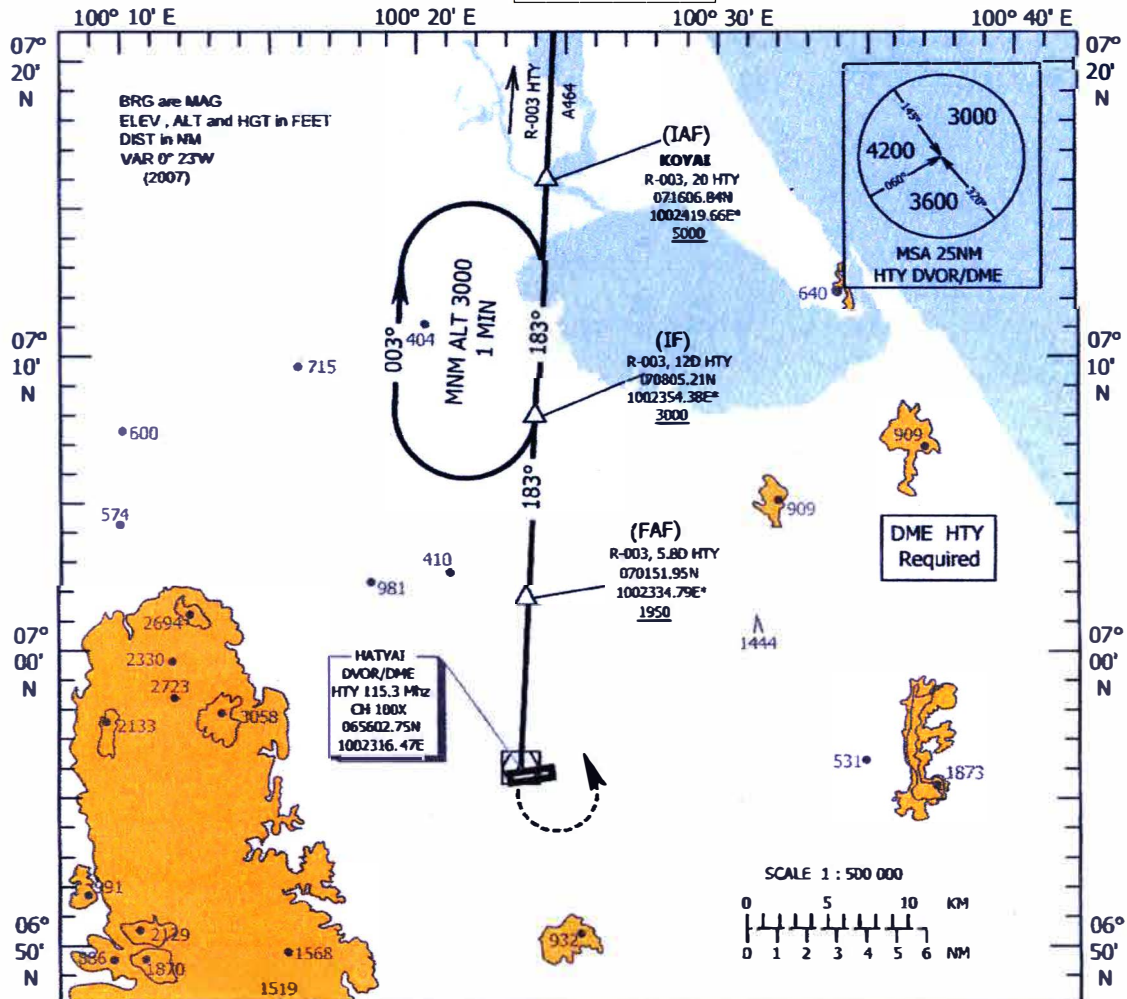 100° 10' E
100° 20' E
100° 30' E
100° 40' E
07°
20'
N
07°
20'
N
BRG are MAG
ELEV , ALT and HGT in FEET
DIST in NM
VAR 0° 23'W
(2007)
R-003 HTY
A464
(IAF)
KOYAI
R-003, 20 HTY
071606.84N
1002419.66E*
5000
145°
3000
4200
060°
3600
320°
MSA 25NM
HTY DVOR/DME
640
003°
MNM ALT 3000
1 MIN
183°
404
715
07°
10'
N
07°
10'
N
(IF)
R-003, 12D HTY
070805.21N
1002354.38E*
3000
600
909
183°
574
909
DME HTY
Required
(FAF)
R-003, 5.8D HTY
070151.95N
1002334.79E*
1950
410
981
1444
07°
00'
N
07°
00'
N
2694
2330
2723
3058
2133
HATYAI
DVOR/DME
HTY 115.3 Mhz
CH 100X
065602.75N
1002316.47E
531
1873
SCALE 1 : 500 000
0 5 10 KM
0 1 2 3 4 5 6 NM
991
2129
886
1870
1568
1519
932
06°
50'
N
06°
50'
N